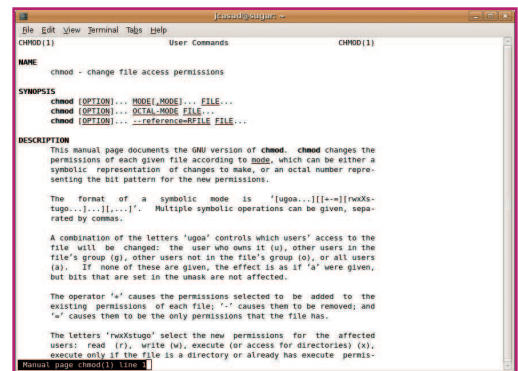 jcasad@sugar: ~
File Edit View Terminal Tabs Help
CHMOD(1) User Commands CHMOD(1)
NAME
chmod - change file access permissions
SYNOPSIS
chmod [OPTION]... MODE[,MODE]... FILE...
chmod [OPTION]... OCTAL-MODE FILE...
chmod [OPTION]... --reference=RFILE FILE...
DESCRIPTION
This manual page documents the GNU version of chmod. chmod changes the
permissions of each given file according to mode, which can be either a
symbolic representation of changes to make, or an octal number repre-
senting the bit pattern for the new permissions.
The format of a symbolic mode is '[ugoa...][[+-=][rwxXs-
tugo...]...][,...]'. Multiple symbolic operations can be given, sepa-
rated by commas.
A combination of the letters 'ugoa' controls which users' access to the
file will be changed: the user who owns it (u), other users in the
file's group (g), other users not in the file's group (o), or all users
(a). If none of these are given, the effect is as if 'a' were given,
but bits that are set in the umask are not affected.
The operator '+' causes the permissions selected to be added to the
existing permissions of each file; '-' causes them to be removed; and
'=' causes them to be the only permissions that the file has.
The letters 'rwxXstugo' select the new permissions for the affected
users: read (r), write (w), execute (or access for directories) (x),
execute only if the file is a directory or already has execute permis-
Manual page chmod(1) line 1